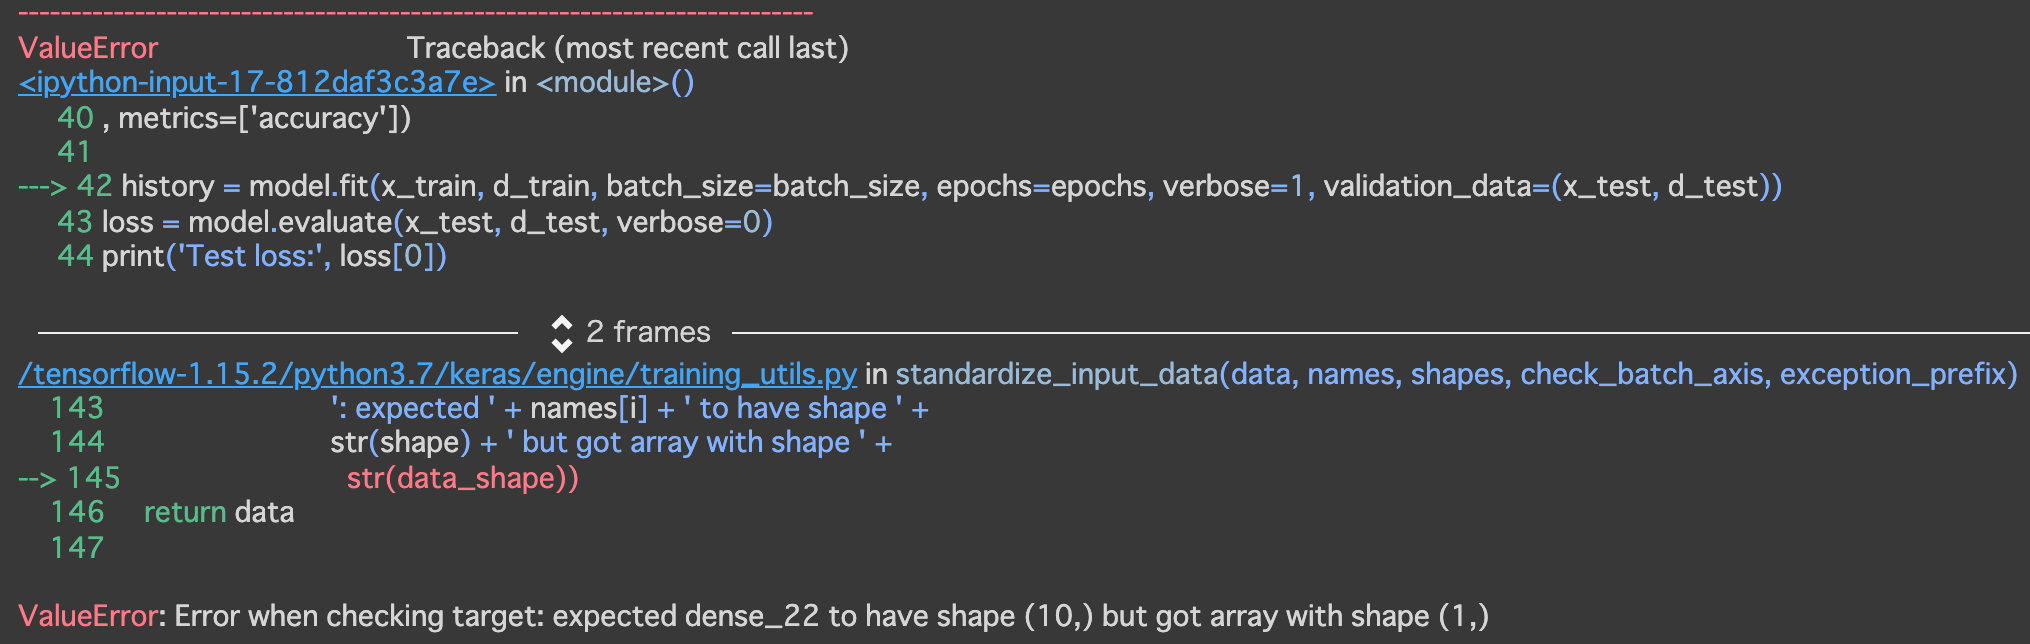 ---------------------------------------------------------------------------
ValueError Traceback (most recent call last)
<ipython-input-17-812daf3c3a7e> in <module>()
40 , metrics=['accuracy'])
41
---> 42 history = model.fit(x_train, d_train, batch_size=batch_size, epochs=epochs, verbose=1, validation_data=(x_test, d_test))
43 loss = model.evaluate(x_test, d_test, verbose=0)
44 print('Test loss:', loss[0])
2 frames
/tensorflow-1.15.2/python3.7/keras/engine/training_utils.py in standardize_input_data(data, names, shapes, check_batch_axis, exception_prefix)
143 ': expected ' + names[i] + ' to have shape ' +
144 str(shape) + ' but got array with shape ' +
--> 145 str(data_shape))
146 return data
147
ValueError: Error when checking target: expected dense_22 to have shape (10,) but got array with shape (1,)